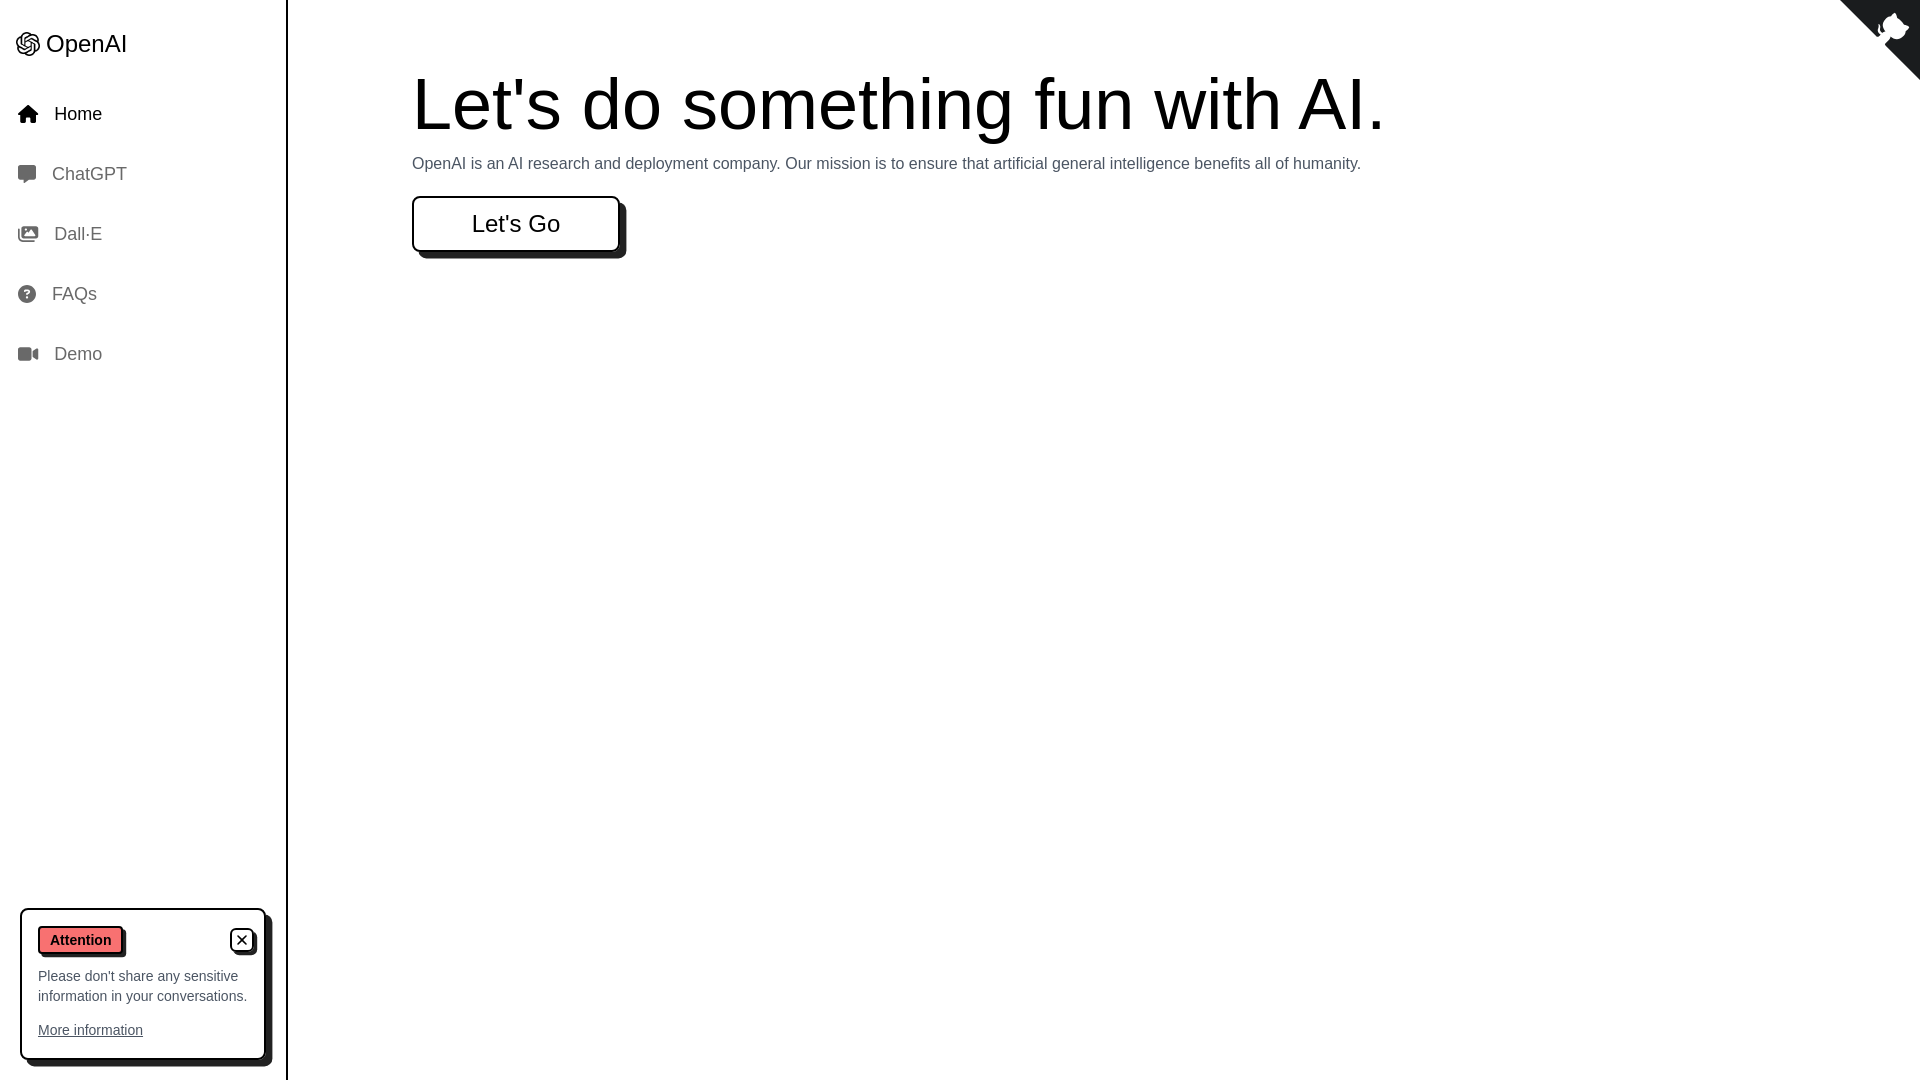 OpenAI
Home
ChatGPT
Dall·E
FAQs
Demo
Let's do something fun with AI.
OpenAI is an AI research and deployment company. Our mission is to ensure that artificial general intelligence benefits all of humanity.
Let's Go
Attention
Please don't share any sensitive
information in your conversations.
More information